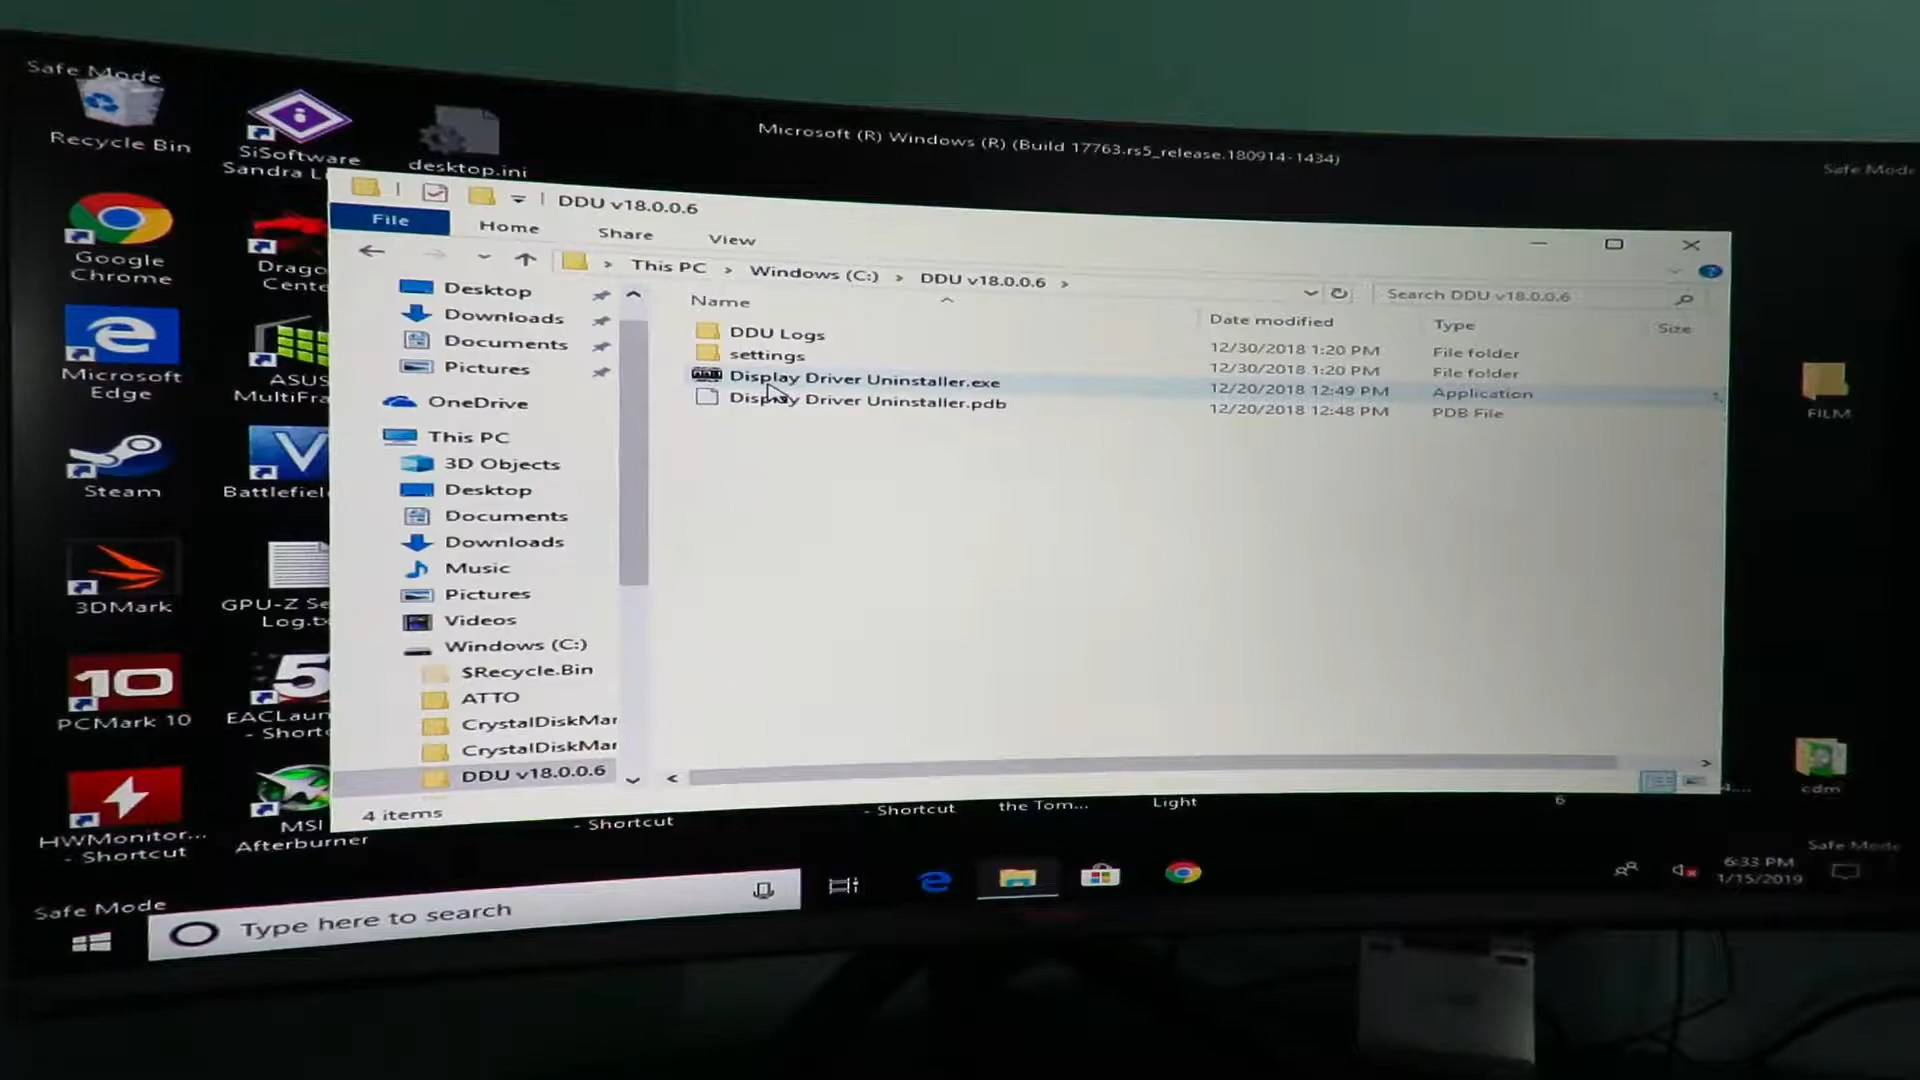 Safe Mode
Microsoft (R) Windows (R) (Build 17763.rs5_release.180914-1434)
Safe Mode
Recycle Bin
SiSoftware
Sandra
desktop.ini
Google
Chrome
Microsoft
Edge
ASUS
Steam
3DMark
GPU-Z
PCMark 10
10
5
HWMonitor...
- Shortcut
MSI
Afterburner
DDU v18.0.0.6
File
Home
Share
View
This PC
Windows (C:)
DDU v18.0.0.6
Search DDU v18.0.0.6
Desktop
Downloads
Documents
Pictures
OneDrive
This PC
3D Objects
Desktop
Documents
Downloads
Music
Pictures
Videos
Windows (C:)
$Recycle.Bin
ATTO
CrystalDiskMar
CrystalDiskMar
DDU v18.0.0.6
4 items
Name Date modified Type Size
DDU Logs 12/30/2018 1:20 PM File folder
settings 12/30/2018 1:20 PM File folder
Display Driver Uninstaller.exe 12/20/2018 12:49 PM Application
Display Driver Uninstaller.pdb 12/20/2018 12:48 PM PDB File
FILM
cdm
- Shortcut
- Shortcut
the Tom...
Light
6
Safe Mode
Safe Mode
Type here to search
6:33 PM
1/15/2019